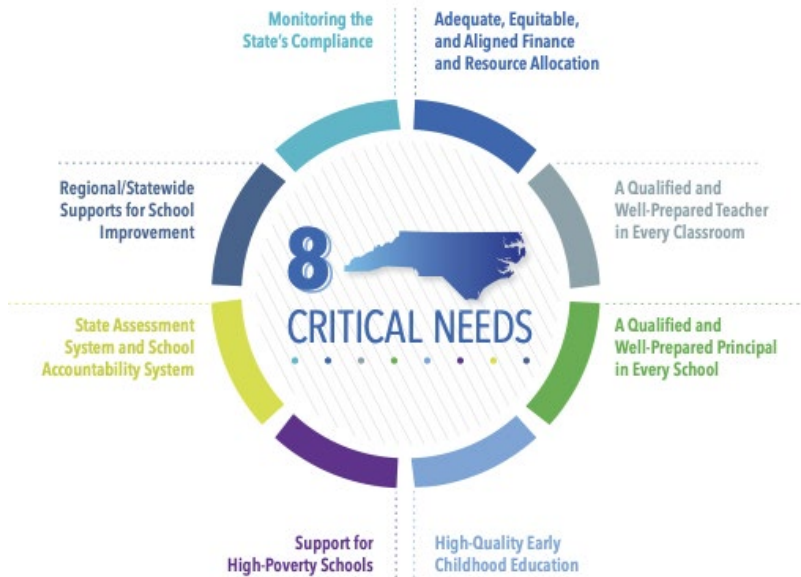 Monitoring the
State's Compliance
Adequate, Equitable,
and Aligned Finance
and Resource Allocation
Regional/Statewide
Supports for School
Improvement
A Qualified and
Well-Prepared Teacher
in Every Classroom
8
CRITICAL NEEDS
State Assessment
System and School
Accountability System
A Qualified and
Well-Prepared Principal
in Every School
Support for
High-Poverty Schools
High-Quality Early
Childhood Education